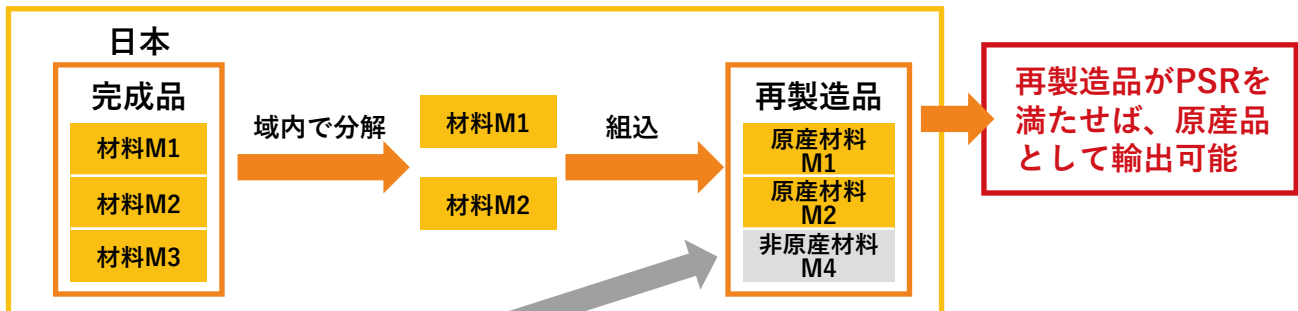 日本
完成品
材料M1
材料M2
材料M3
域内で分解
材料M1
材料M2
組込
再製造品
原産材料
M1
原産材料
M2
非原産材料
M4
再製造品がPSRを
満たせば、原産品
として輸出可能